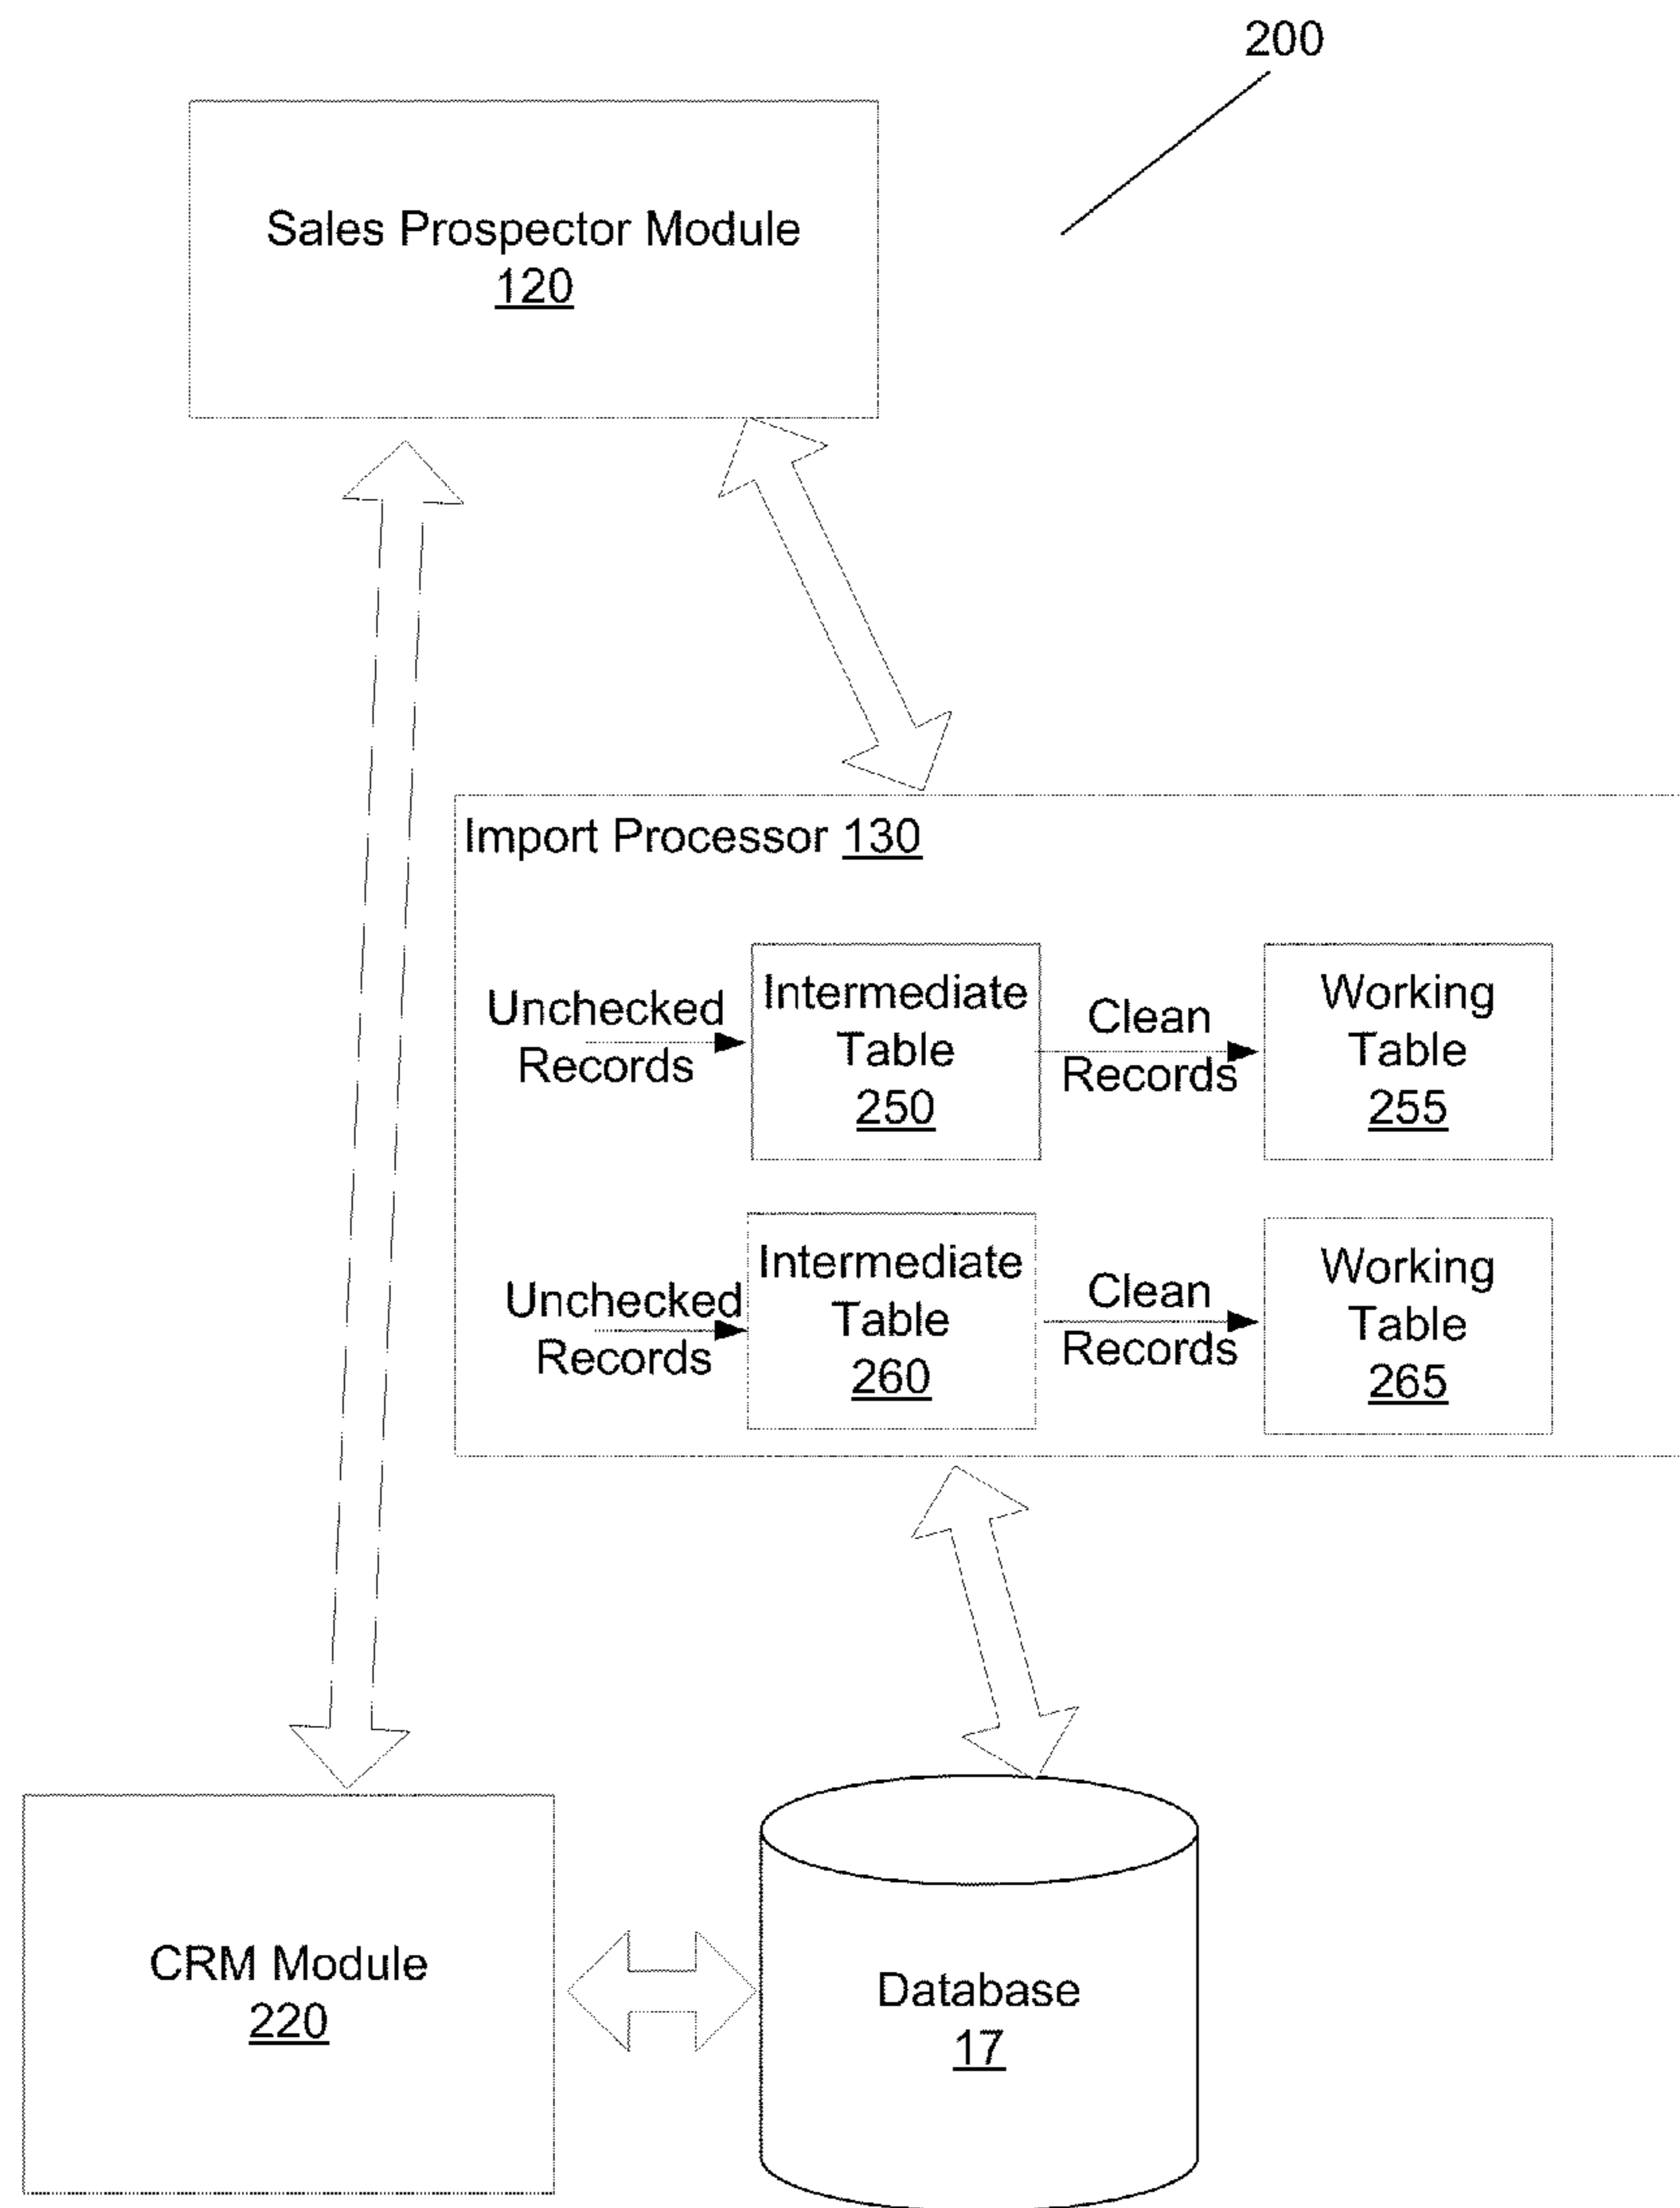 200
Sales Prospector Module
120
Import Processor 130
Unchecked
Records
Intermediate
Table
250
Clean
Records
Working
Table
255
Unchecked
Records
Intermediate
Table
260
Clean
Records
Working
Table
265
CRM Module
220
Database
17